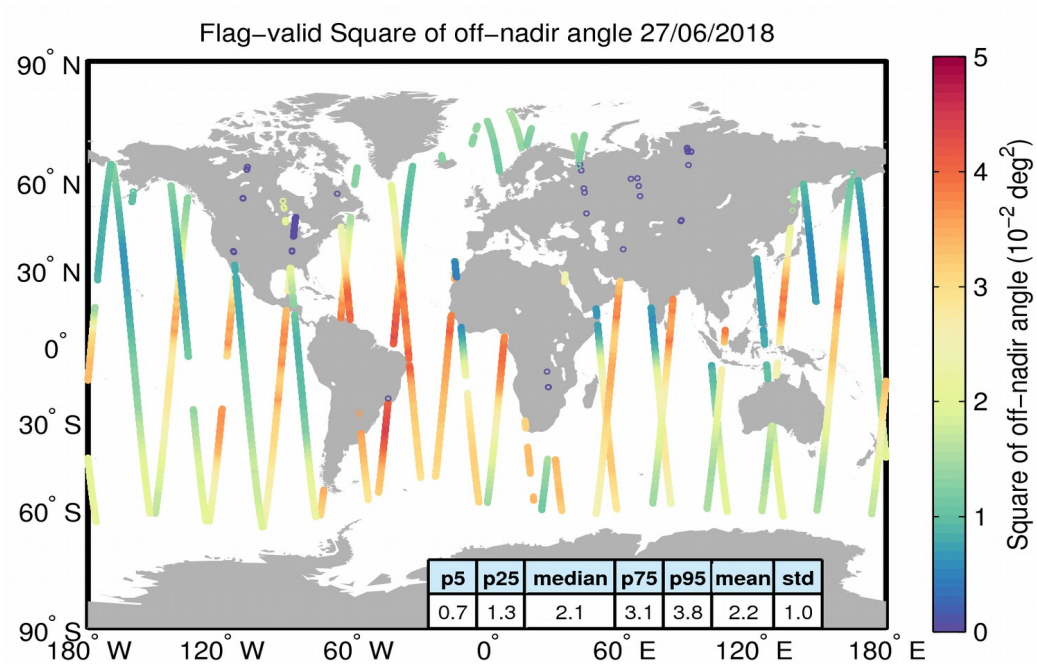 Flag−valid Square of off−nadir angle 27/06/2018
90° N
60° N
30° N
0°
30° S
60° S
90° S
180° W
120° W
60° W
0°
60° E
120° E
180° E
p5 p25 median p75 p95 mean std
0.7 1.3 2.1 3.1 3.8 2.2 1.0
5
4
3
2
1
0
Square of off−nadir angle (10⁻² deg²)